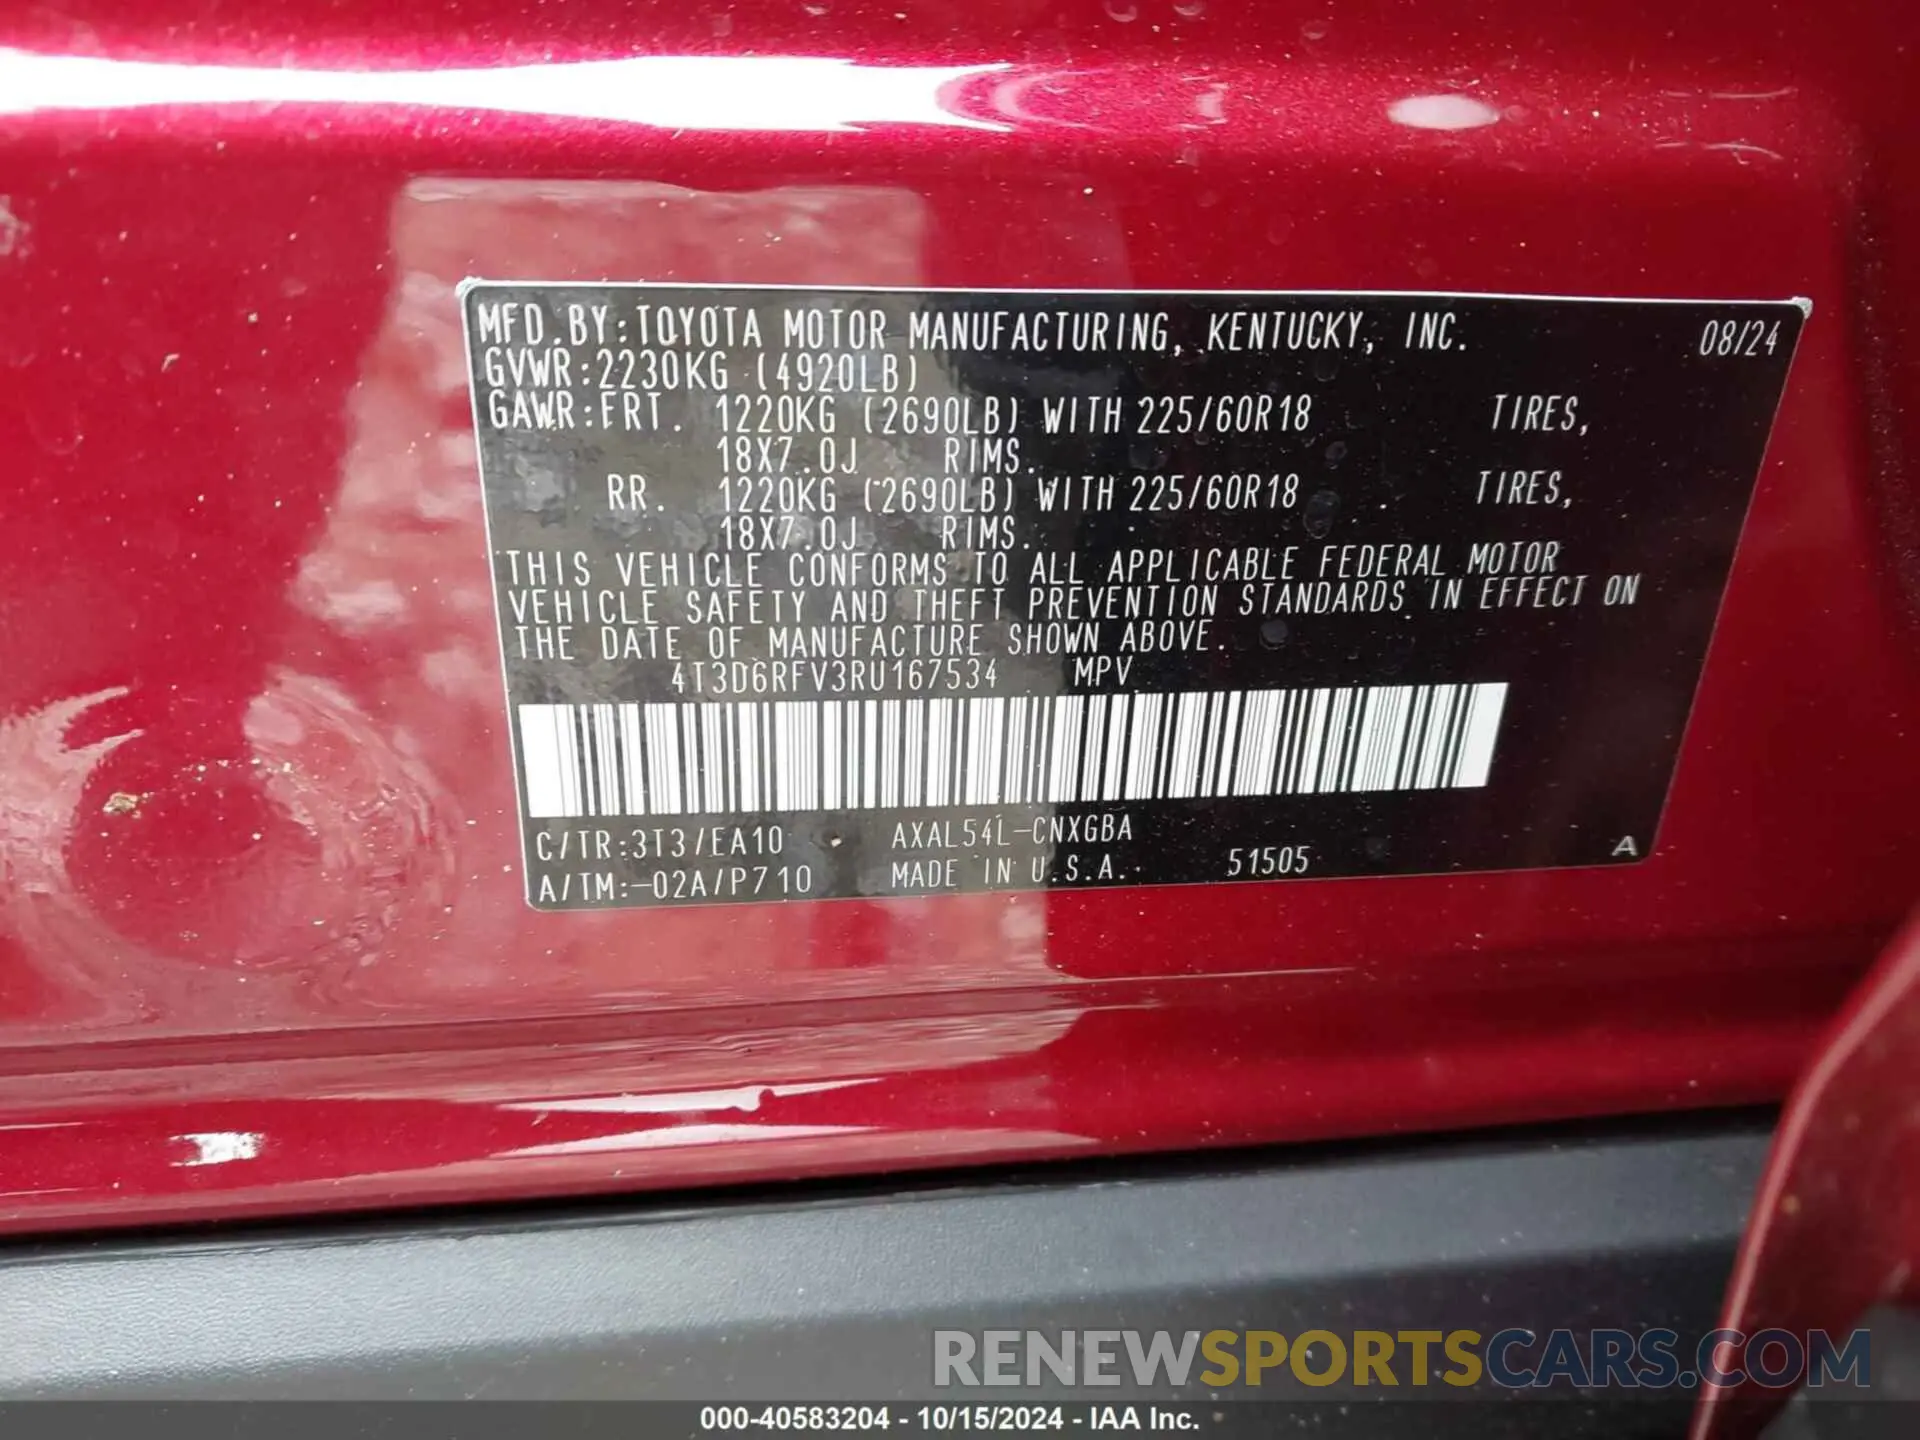 MFD.BY:TOYOTA MOTOR MANUFACTURING, KENTUCKY, INC. 08/24
GVWR:2230KG (4920LB)
GAWR:FRT. 1220KG (2690LB) WITH 225/60R18 TIRES,
18X7.0J RIMS.
RR. 1220KG (2690LB) WITH 225/60R18 TIRES,
18X7.0J RIMS.
THIS VEHICLE CONFORMS TO ALL APPLICABLE FEDERAL MOTOR
VEHICLE SAFETY AND THEFT PREVENTION STANDARDS IN EFFECT ON
THE DATE OF MANUFACTURE SHOWN ABOVE.
4T3D6RFV3RU167534 MPV
C/TR:3T3/EA10 AXAL54L-CNXGBA
A/TM:-02A/P710 MADE IN U.S.A. 51505 A
RENEWSPORTSCARS.COM
000-40583204 - 10/15/2024 - IAA Inc.